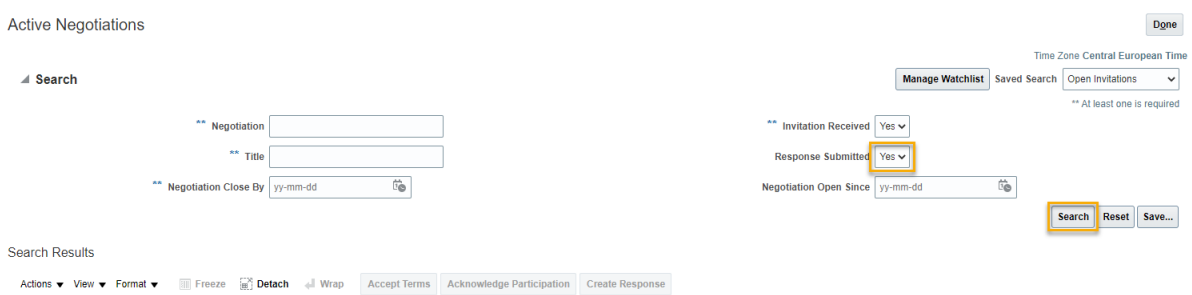 Active Negotiations
Done
Time Zone Central European Time
Search
Manage Watchlist Saved Search Open Invitations
** At least one is required
** Negotiation
** Invitation Received Yes
** Title
Response Submitted Yes
** Negotiation Close By yy-mm-dd
Negotiation Open Since yy-mm-dd
Search Reset Save...
Search Results
Actions View Format Freeze Detach Wrap Accept Terms Acknowledge Participation Create Response